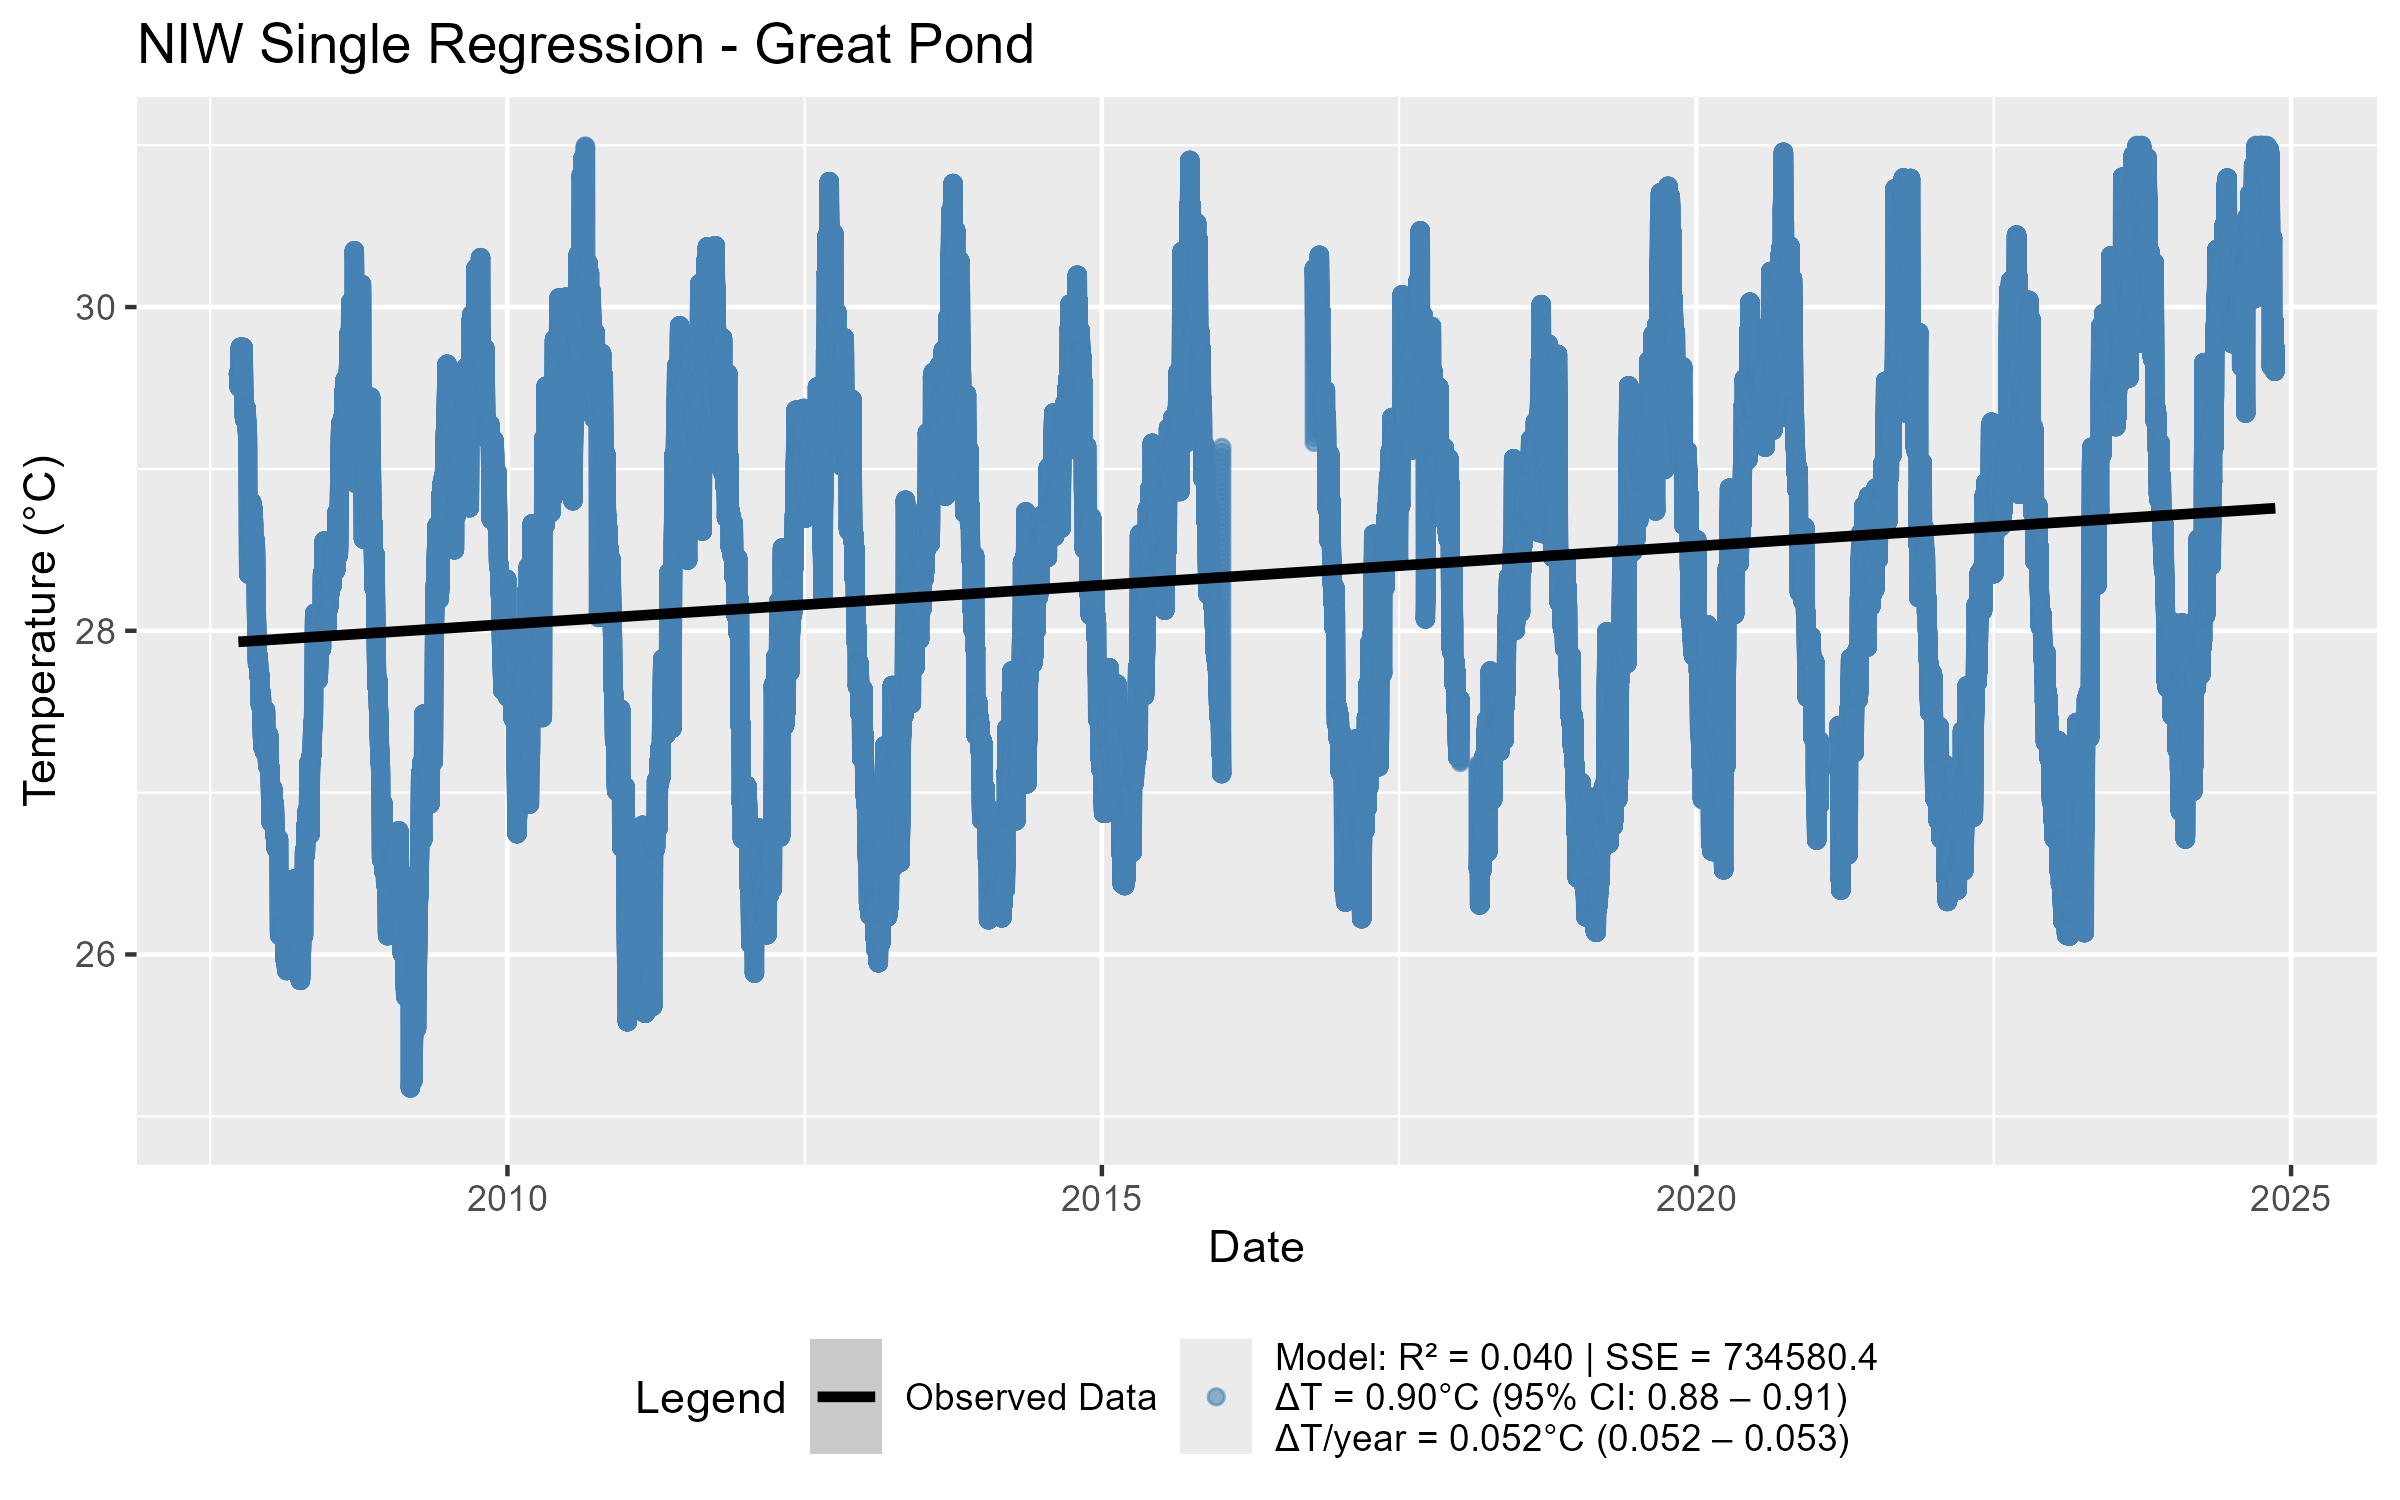 NIW Single Regression - Great Pond
Temperature (°C)
30
28
26
2010
2015
2020
2025
Date
Legend
Observed Data
Model: R² = 0.040 | SSE = 734580.4
ΔT = 0.90°C (95% CI: 0.88 – 0.91)
ΔT/year = 0.052°C (0.052 – 0.053)